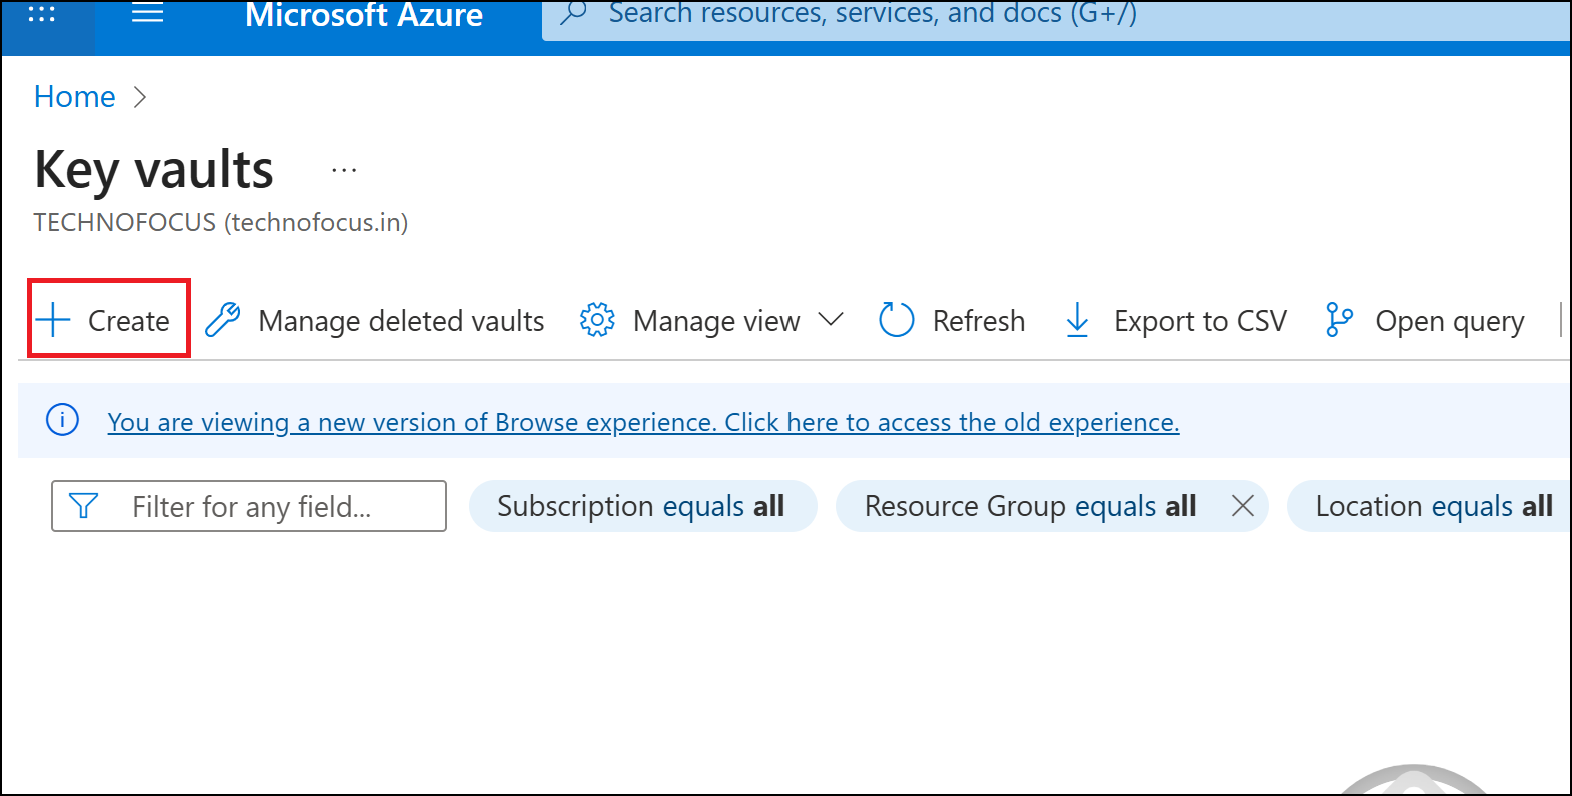 Microsoft Azure
Search resources, services, and docs (G+/)
Home
Key vaults ...
TECHNOFOCUS (technofocus.in)
Create Manage deleted vaults Manage view Refresh Export to CSV Open query
You are viewing a new version of Browse experience. Click here to access the old experience.
Filter for any field... Subscription equals all Resource Group equals all Location equals all